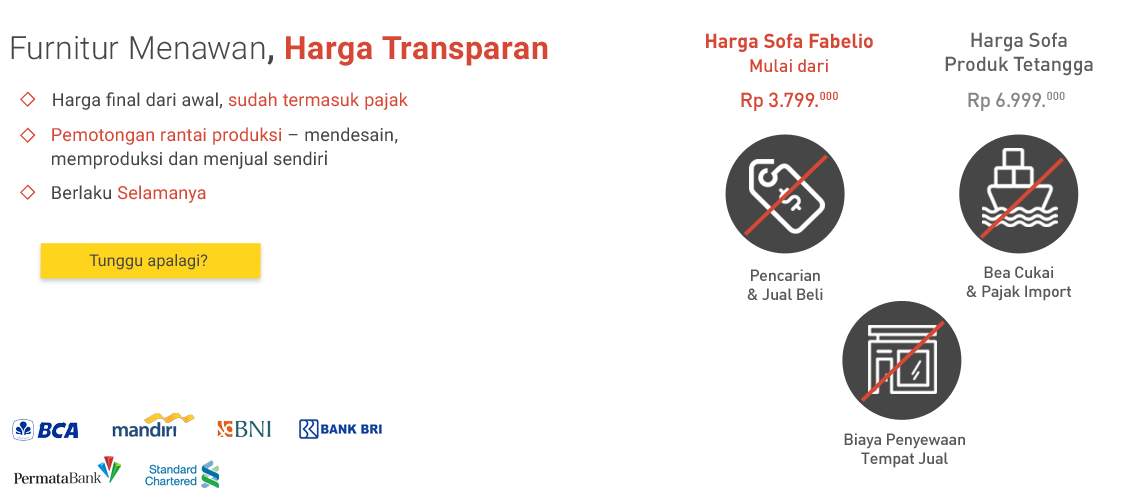 Furnitur Menawan, Harga Transparan
Harga final dari awal, sudah termasuk pajak
Pemotongan rantai produksi – mendesain,
memproduksi dan menjual sendiri
Berlaku Selamanya
Tunggu apalagi?
BCA
mandiri
BNI
BANK BRI
PermataBank
Standard
Chartered
Harga Sofa Fabelio
Mulai dari
Rp 3.799.000
Harga Sofa
Produk Tetangga
Rp 6.999.000
$
Pencarian
& Jual Beli
Bea Cukai
& Pajak Import
Biaya Penyewaan
Tempat Jual